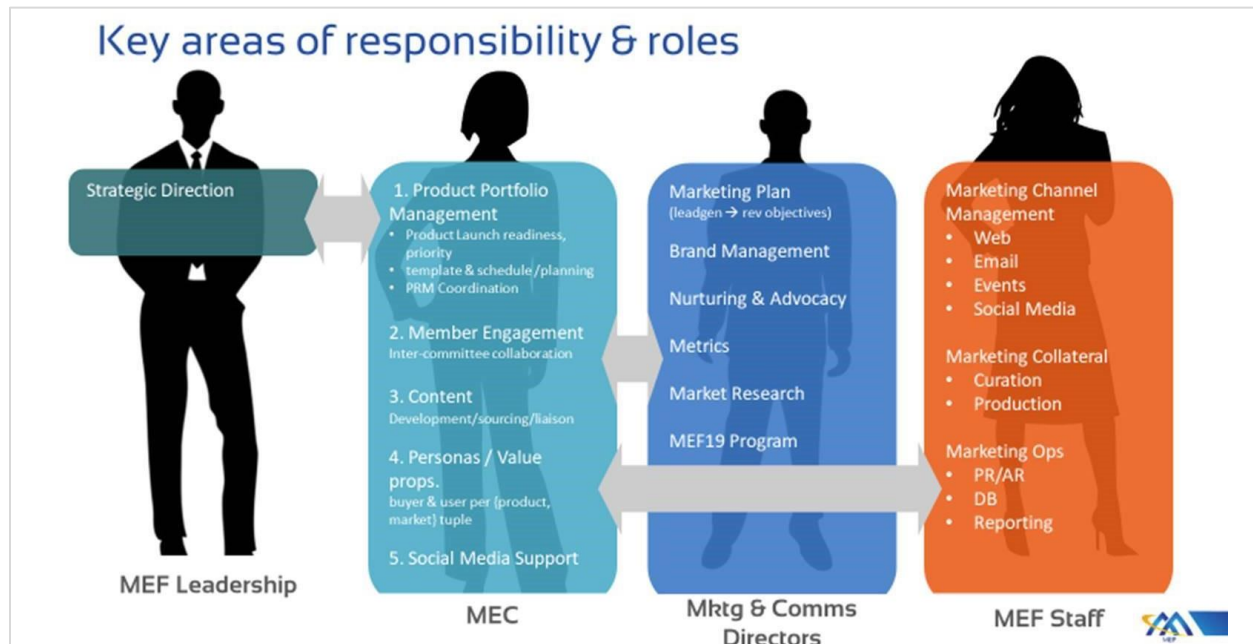 Key areas of responsibility & roles
Strategic Direction
MEF Leadership
1. Product Portfolio
Management
• Product Launch readiness,
priority
• template & schedule /planning
• PRM Coordination
2. Member Engagement
Inter-committee collaboration
3. Content
Development/sourcing/liaison
4. Personas / Value
props.
buyer & user per {product,
market} tuple
5. Social Media Support
MEC
Marketing Plan
(leadgen → rev objectives)
Brand Management
Nurturing & Advocacy
Metrics
Market Research
MEF19 Program
Mktg & Comms
Directors
Marketing Channel
Management
• Web
• Email
• Events
• Social Media
Marketing Collateral
• Curation
• Production
Marketing Ops
• PR/AR
• DB
• Reporting
MEF Staff
MEF